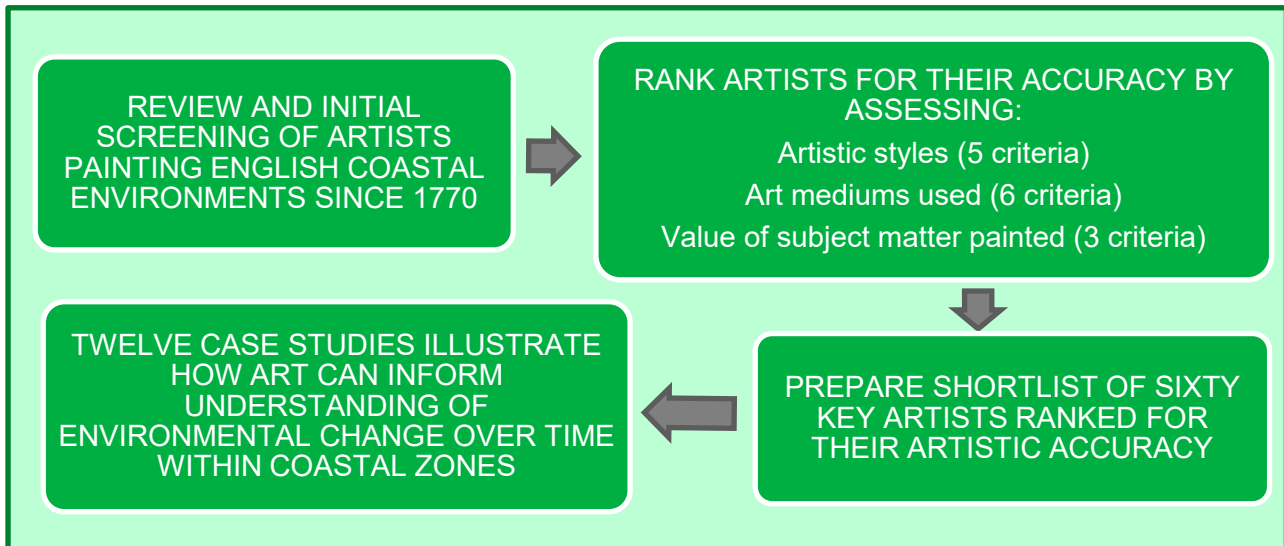 REVIEW AND INITIAL
SCREENING OF ARTISTS
PAINTING ENGLISH COASTAL
ENVIRONMENTS SINCE 1770
RANK ARTISTS FOR THEIR ACCURACY BY
ASSESSING:
Artistic styles (5 criteria)
Art mediums used (6 criteria)
Value of subject matter painted (3 criteria)
PREPARE SHORTLIST OF SIXTY
KEY ARTISTS RANKED FOR
THEIR ARTISTIC ACCURACY
TWELVE CASE STUDIES ILLUSTRATE
HOW ART CAN INFORM
UNDERSTANDING OF
ENVIRONMENTAL CHANGE OVER TIME
WITHIN COASTAL ZONES